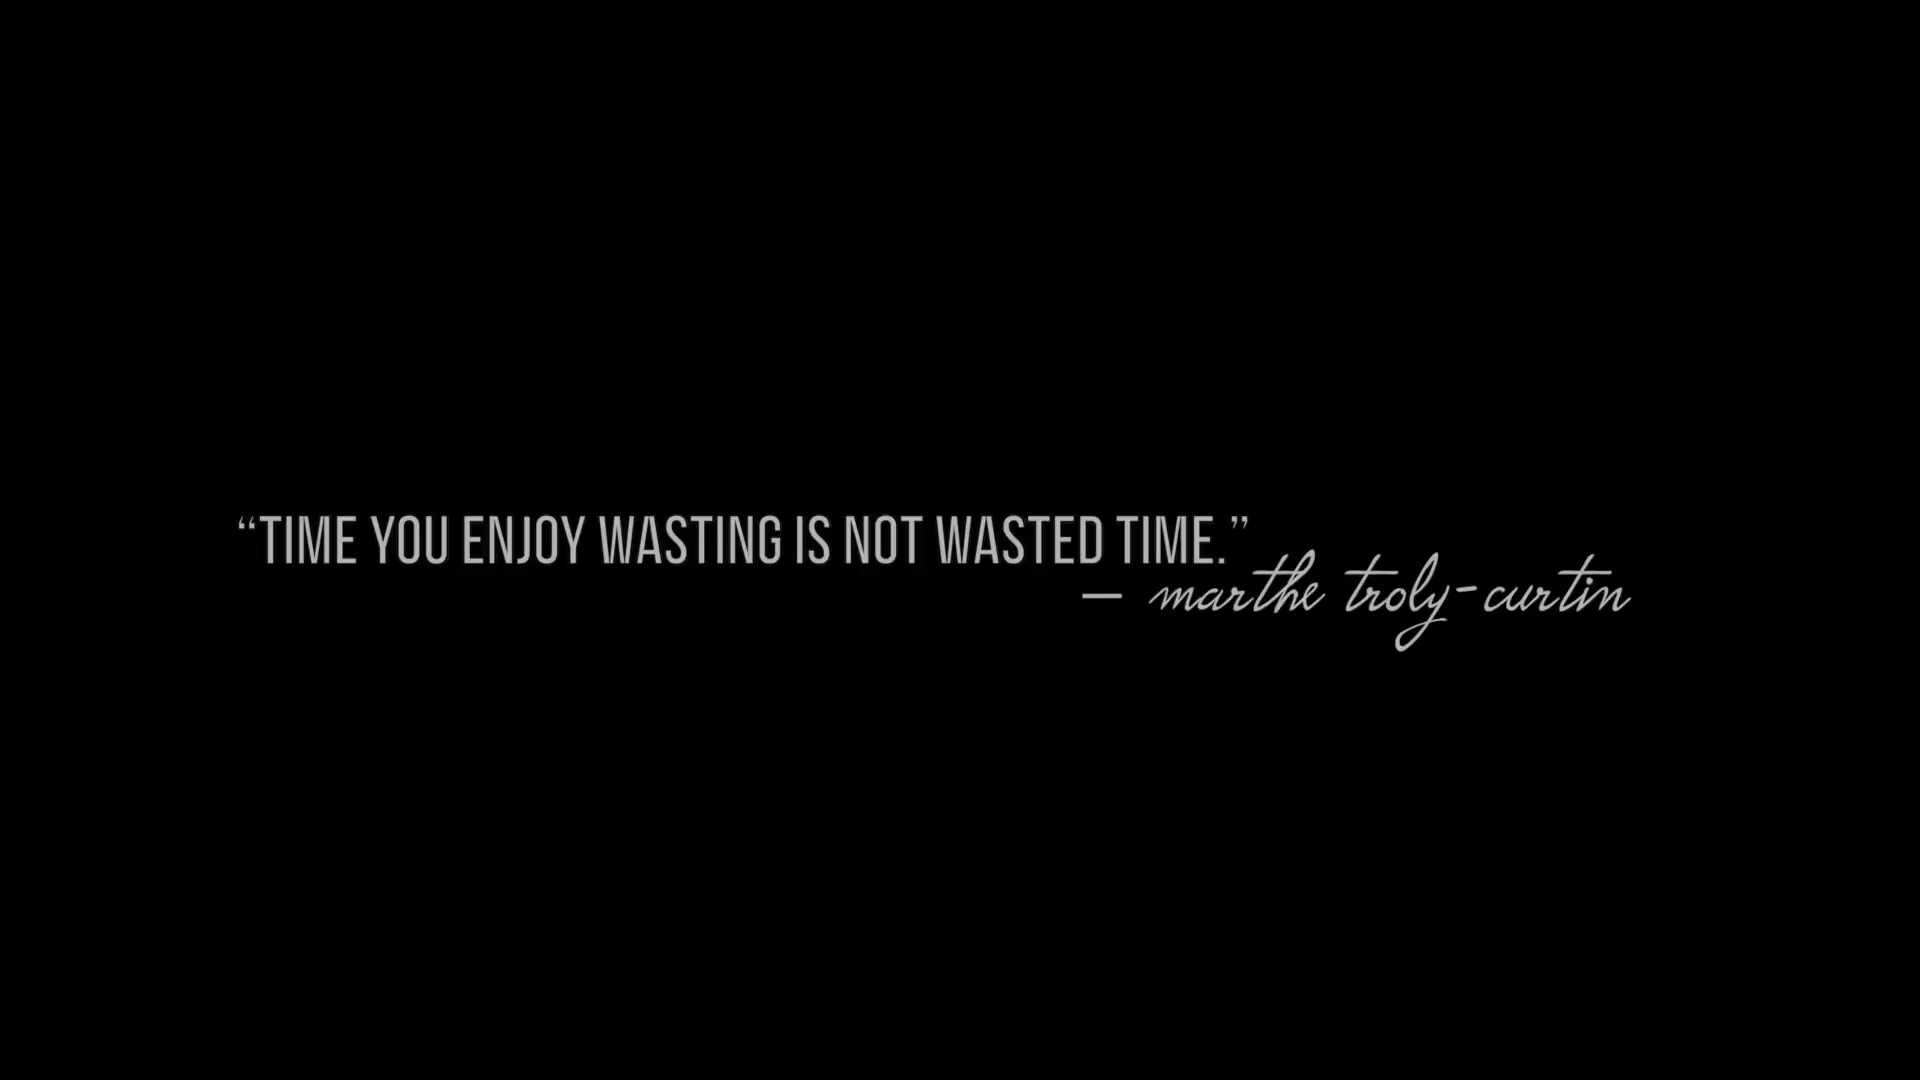 “TIME YOU ENJOY WASTING IS NOT WASTED TIME.”
— marthe troly-curtin